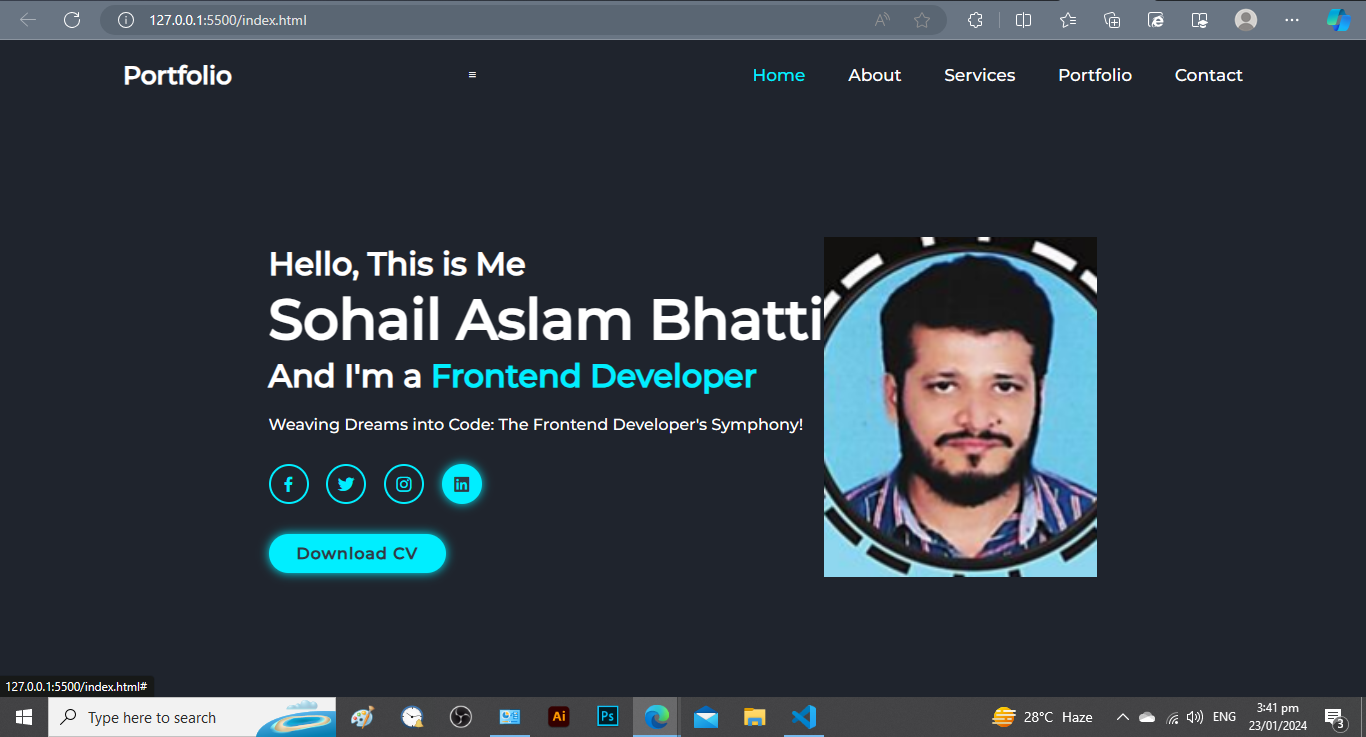 127.0.0.1:5500/index.html
Portfolio
Home About Services Portfolio Contact
Hello, This is Me
Sohail Aslam Bhatti
And I'm a Frontend Developer
Weaving Dreams into Code: The Frontend Developer's Symphony!
Download CV
127.0.0.1:5500/index.html#
Type here to search
Ai
Ps
28°C Haze
ENG
3:41 pm
23/01/2024
3